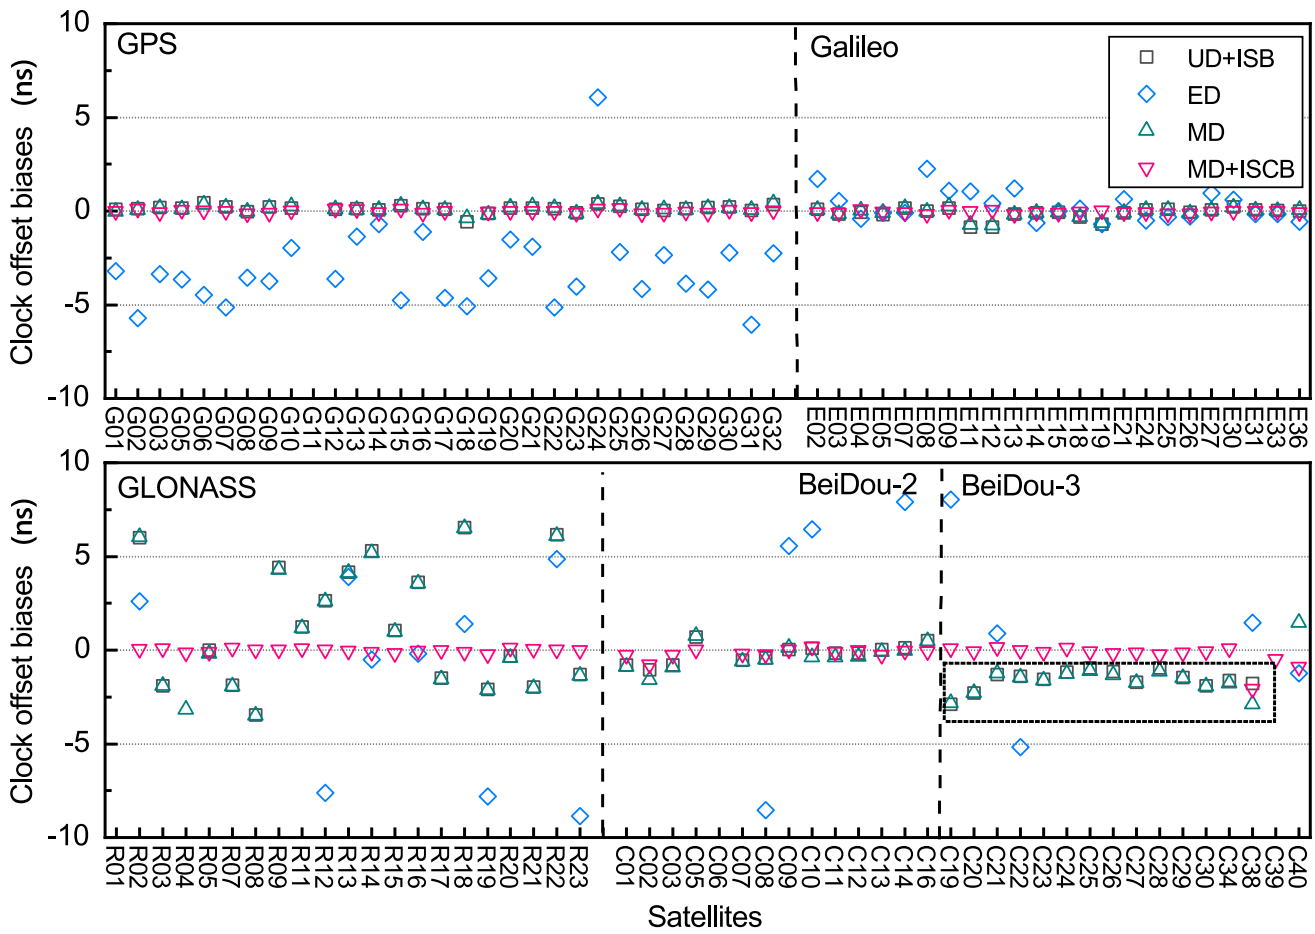 10
5
0
-5
-10
Clock offset biases (ns)
GPS
Galileo
UD+ISB
ED
MD
MD+ISCB
G01 G02 G03 G05 G06 G07 G08 G09 G10 G11 G12 G13 G14 G15 G16 G17 G18 G19 G20 G21 G22 G23 G24 G25 G26 G27 G28 G29 G30 G31 G32 E02 E03 E04 E05 E07 E08 E09 E11 E12 E13 E14 E15 E18 E19 E21 E24 E25 E26 E27 E30 E31 E33 E36
10
5
0
-5
-10
Clock offset biases (ns)
GLONASS
BeiDou-2
BeiDou-3
R01 R02 R03 R04 R05 R07 R08 R09 R11 R12 R13 R14 R15 R16 R17 R18 R19 R20 R21 R22 R23 C01 C02 C03 C05 C06 C07 C08 C09 C10 C11 C12 C13 C14 C16 C19 C20 C21 C22 C23 C24 C25 C26 C27 C28 C29 C30 C34 C38 C39 C40
Satellites